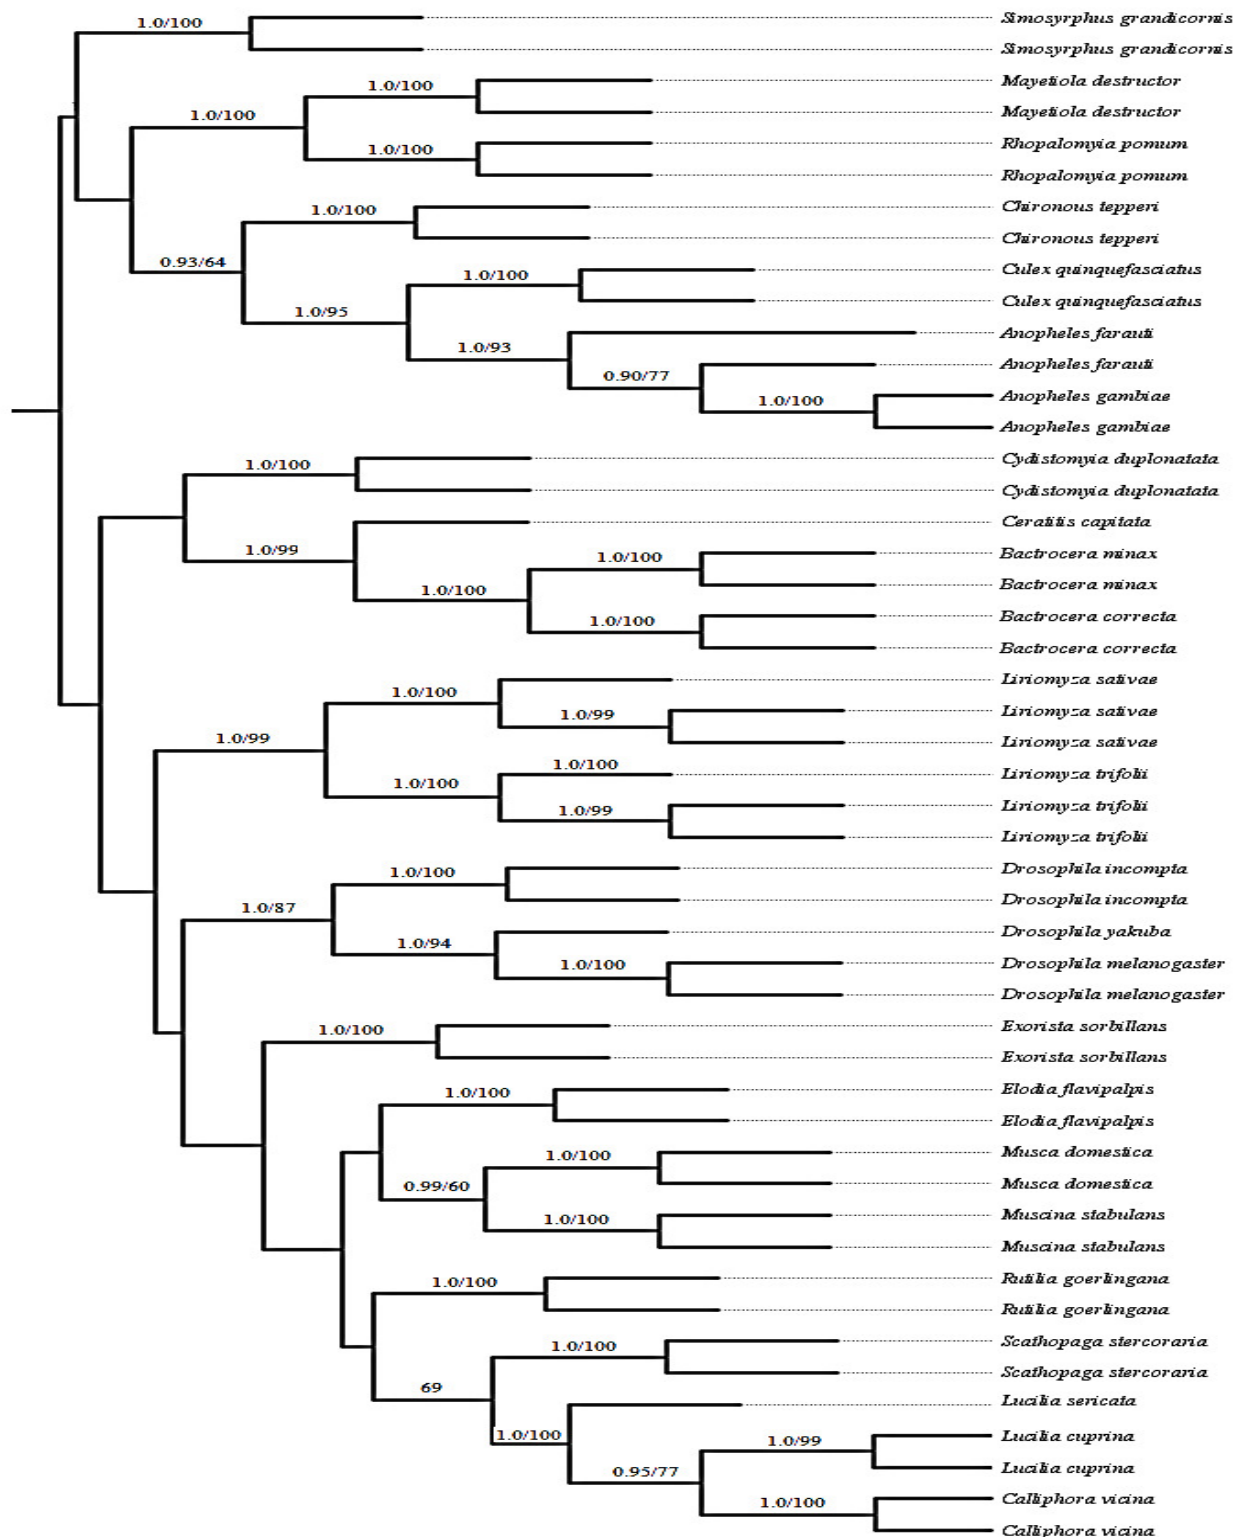 Simosyrphus grandicornis
1.0/100
Simosyrphus grandicornis
Mayetiola destructor
1.0/100
Mayetiola destructor
1.0/100
Rhopalomyia pomum
1.0/100
Rhopalomyia pomum
Chironous tepperi
1.0/100
Chironous tepperi
0.93/64
Culex quinquefasciatus
1.0/100
Culex quinquefasciatus
1.0/95
Anopheles farauti
1.0/93
Anopheles farauti
0.90/77
Anopheles gambiae
1.0/100
Anopheles gambiae
Cydistomyia duplonatata
1.0/100
Cydistomyia duplonatata
Ceratitis capitata
1.0/99
Bactrocera minax
1.0/100
Bactrocera minax
1.0/100
Bactrocera correcta
1.0/100
Bactrocera correcta
Liriomyza sativae
1.0/100
Liriomyza sativae
1.0/99
Liriomyza sativae
1.0/99
Liriomyza trifolii
1.0/100
1.0/100
Liriomyza trifolii
1.0/99
Liriomyza trifolii
Drosophila incompta
1.0/100
Drosophila incompta
1.0/87
Drosophila yakuba
1.0/94
Drosophila melanogaster
1.0/100
Drosophila melanogaster
Exorista sorbillans
1.0/100
Exorista sorbillans
Elodia flavipalpis
1.0/100
Elodia flavipalpis
Musca domestica
1.0/100
Musca domestica
0.99/60
Muscina stabulans
1.0/100
Muscina stabulans
Rutilia goerlingana
1.0/100
Rutilia goerlingana
Scathopaga stercoraria
1.0/100
Scathopaga stercoraria
69
Lucilia sericata
1.0/100
Lucilia cuprina
1.0/99
Lucilia cuprina
0.95/77
Calliphora vicina
1.0/100
Calliphora vicina